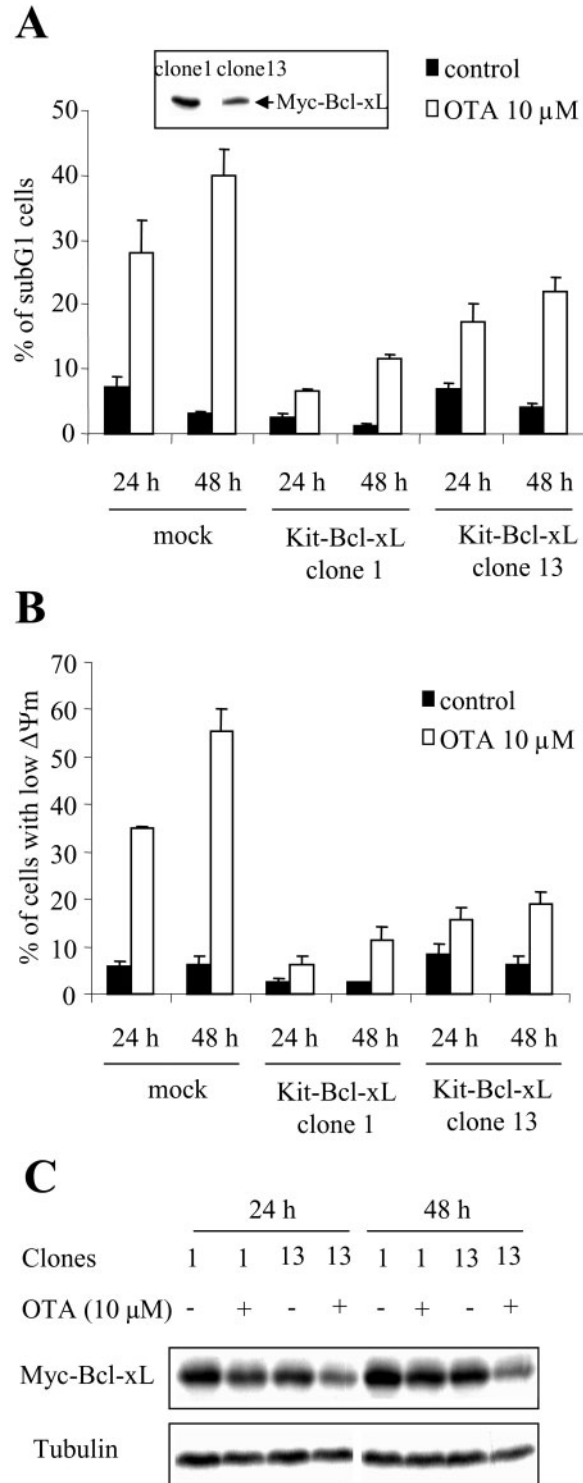 A
clone1 clone13
Myc-Bcl-xL
control
OTA 10 µM
% of subG1 cells
50
40
30
20
10
0
24 h 48 h 24 h 48 h 24 h 48 h
mock Kit-Bcl-xL clone 1 Kit-Bcl-xL clone 13
B
% of cells with low ΔΨm
70
60
50
40
30
20
10
0
control
OTA 10 µM
24 h 48 h 24 h 48 h 24 h 48 h
mock Kit-Bcl-xL clone 1 Kit-Bcl-xL clone 13
C
24 h 48 h
Clones 1 1 13 13 1 1 13 13
OTA (10 µM) - + - + - + - +
Myc-Bcl-xL
Tubulin